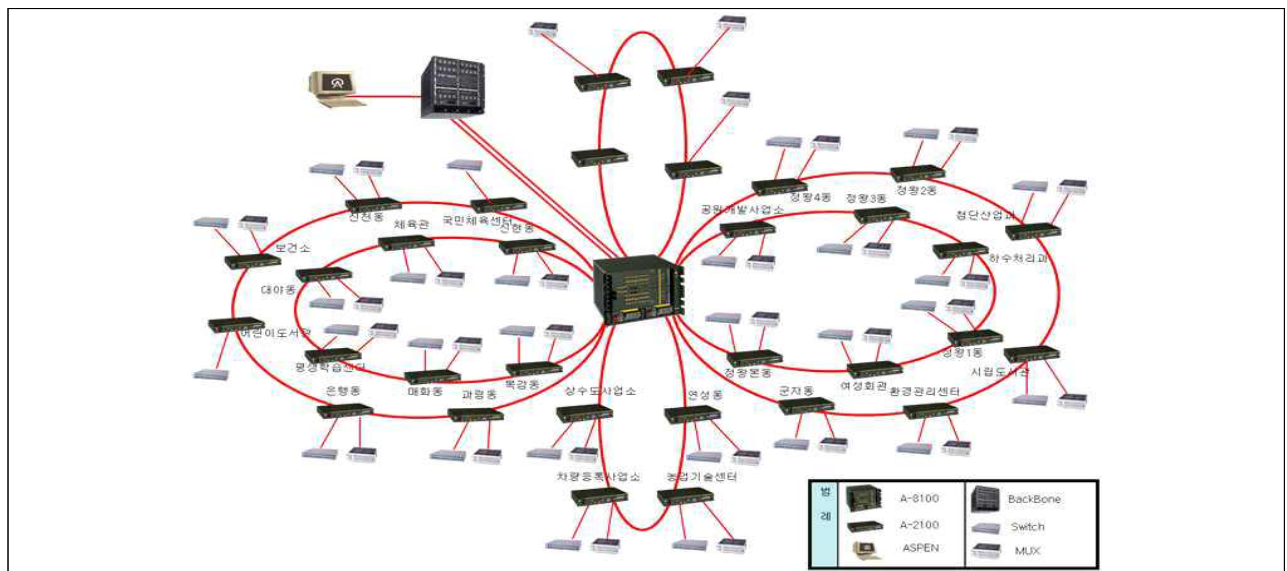 정왕4동
정왕2동
공원개발사업소
정왕3동
첨단산업과
하수처리과
진천동
체육관
국민체육센터
신현동
보건소
대야동
어린이도서관
평생학습센터
은행동
매화동
과림동
목감동
상수도사업소
연성동
정왕본동
여성회관
정왕1동
시립도서관
군자동
환경관리센터
차량등록사업소
농업기술센터
범
례
A-8100
BackBone
A-2100
Switch
ASPEN
MUX